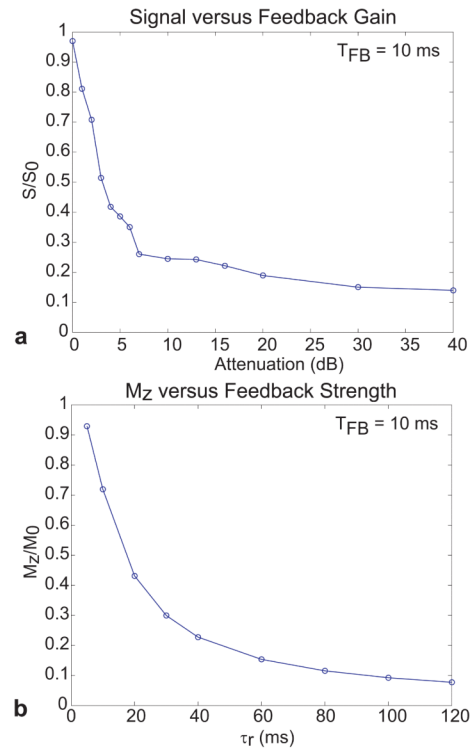 Signal versus Feedback Gain
T_FB = 10 ms
1
0.9
0.8
0.7
0.6
0.5
0.4
0.3
0.2
0.1
0
S/S0
0 5 10 15 20 25 30 35 40
Attenuation (dB)
a
Mz versus Feedback Strength
T_FB = 10 ms
1
0.9
0.8
0.7
0.6
0.5
0.4
0.3
0.2
0.1
0
Mz/M0
0 20 40 60 80 100 120
τr (ms)
b